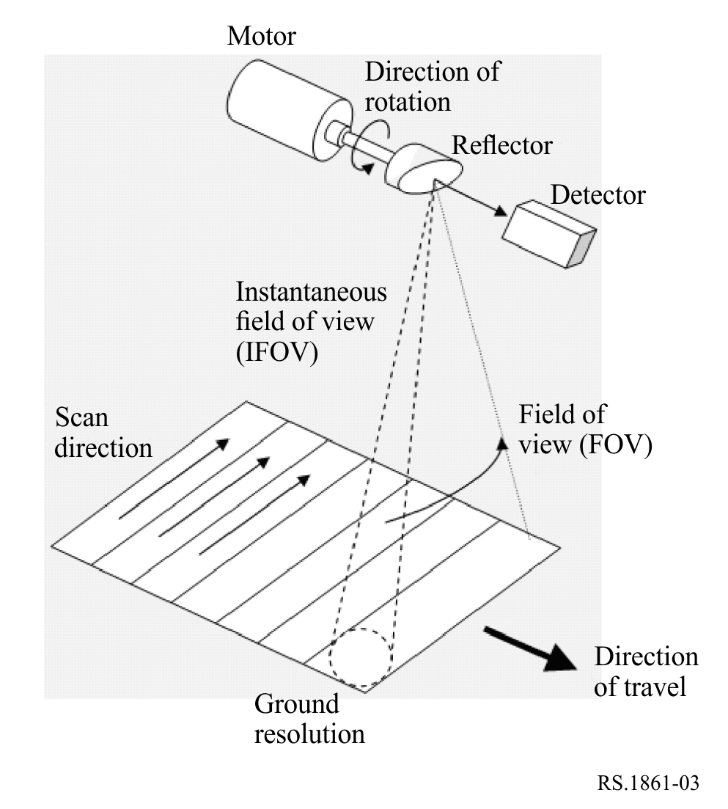 Motor
Direction of
rotation
Reflector
Detector
Instantaneous
field of view
(IFOV)
Scan
direction
Field of
view (FOV)
Direction
of travel
Ground
resolution
RS.1861-03